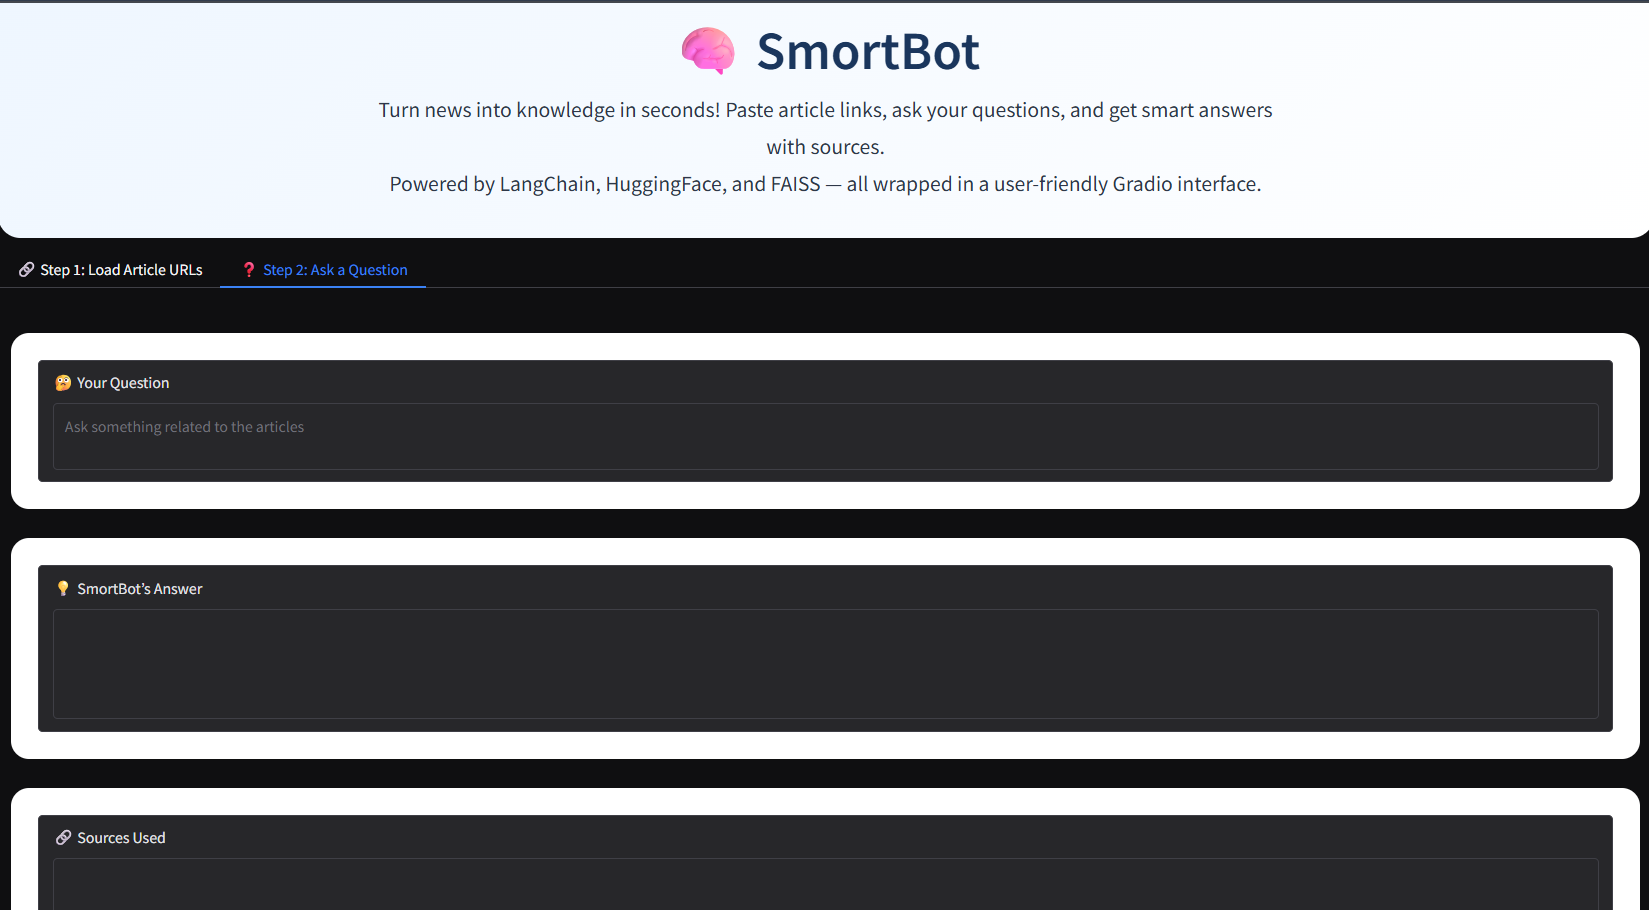 🧠 SmortBot
Turn news into knowledge in seconds! Paste article links, ask your questions, and get smart answers
with sources.
Powered by LangChain, HuggingFace, and FAISS — all wrapped in a user-friendly Gradio interface.
🔗 Step 1: Load Article URLs
❓ Step 2: Ask a Question
🤔 Your Question
Ask something related to the articles
💡 SmortBot’s Answer
🔗 Sources Used